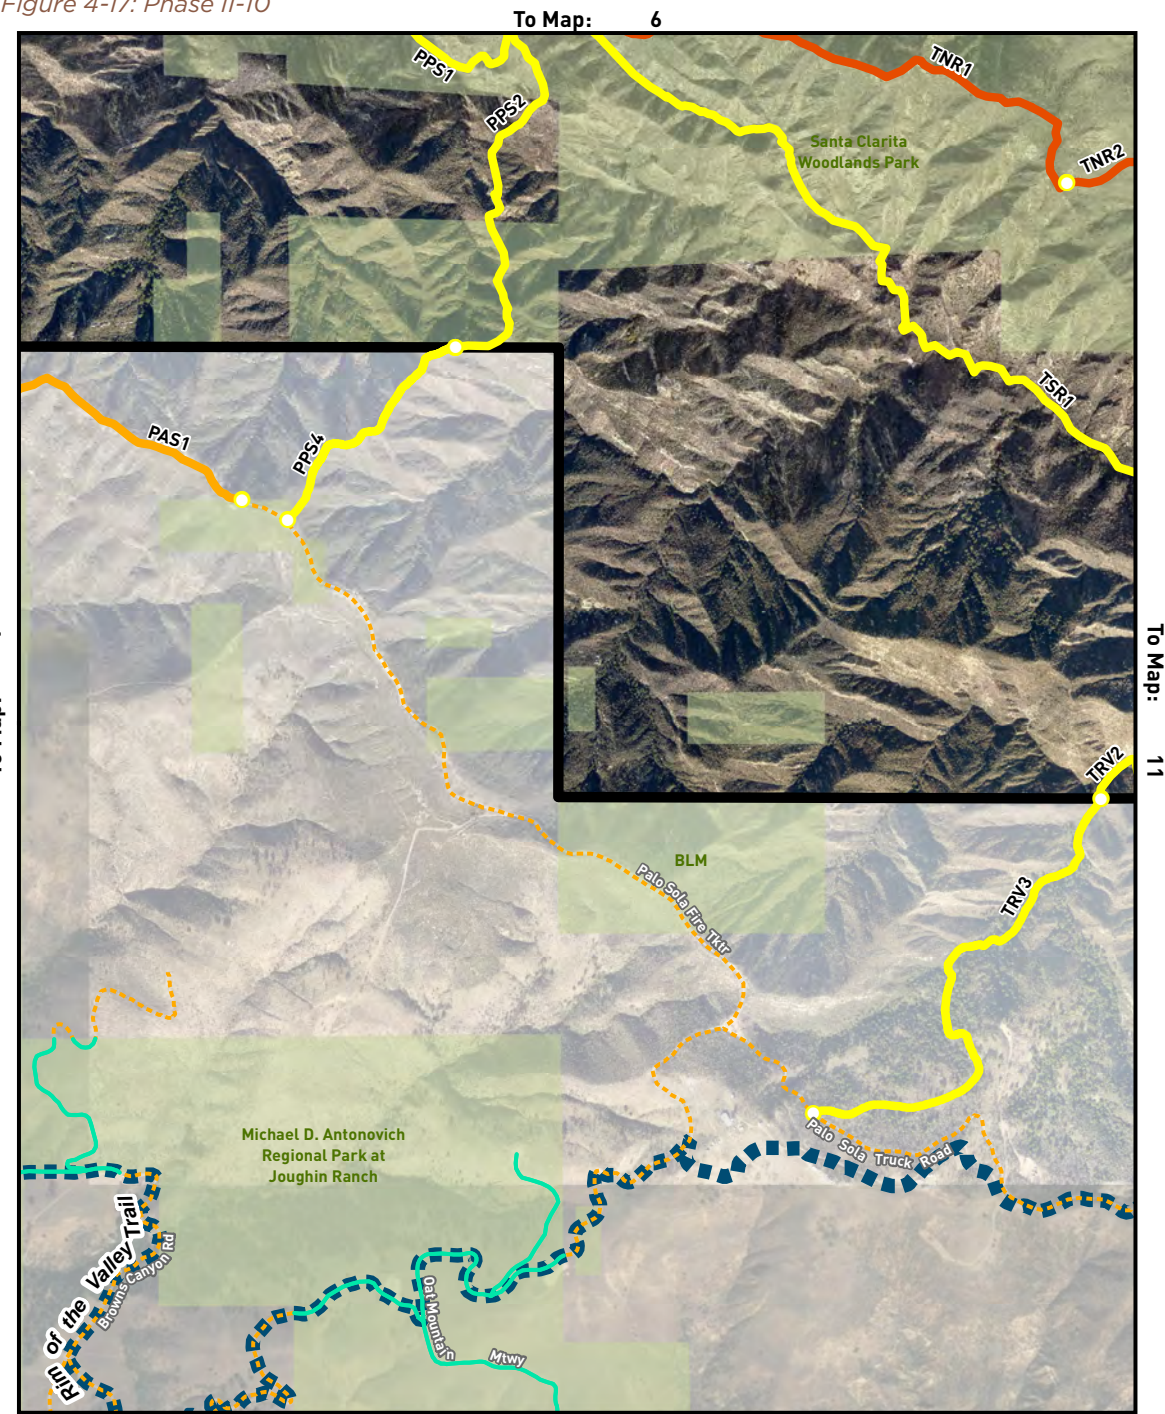 Figure 4-17: Phase II-10
To Map: 6
PPS1
PPS2
TNR1
TNR2
Santa Clarita
Woodlands Park
TSR1
PAS1
PPS4
To Map: 11
TRV2
BLM
Palo Sola Fire Tktr
TRV3
Michael D. Antonovich
Regional Park at
Joughin Ranch
Palo Sola Truck Road
Rim of the Valley Trail
Browns Canyon Rd
Oat Mountain
Mtwy